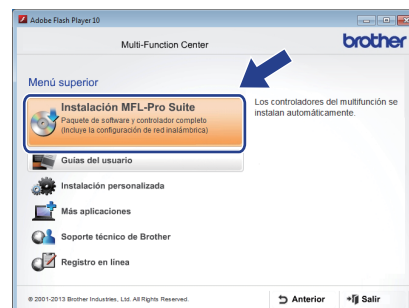 Adobe Flash Player 10
Multi-Function Center
brother
Menú superior
Instalación MFL-Pro Suite
Paquete de software y controlador completo
(Incluye la configuración de red inalámbrica)
Los controladores del multifunción se
instalan automáticamente.
Guías del usuario
Instalación personalizada
Más aplicaciones
Soporte técnico de Brother
Registro en línea
© 2001-2013 Brother Industries, Ltd. All Rights Reserved.
Anterior
Salir